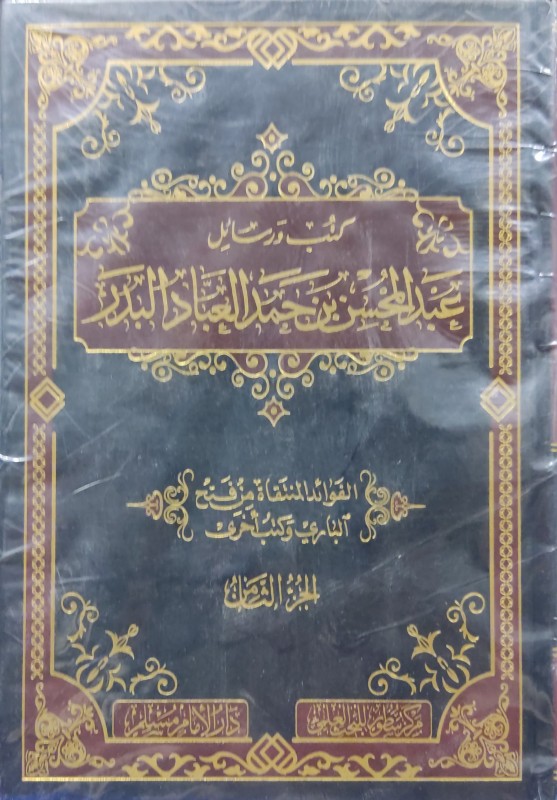 كتب ورسائل
عبد المحسن بن حمد العباد البدر
الفوائد المنتقاة من فتح
الباري وكتب أخرى
الجزء الثامن
دار الإمام مسلم